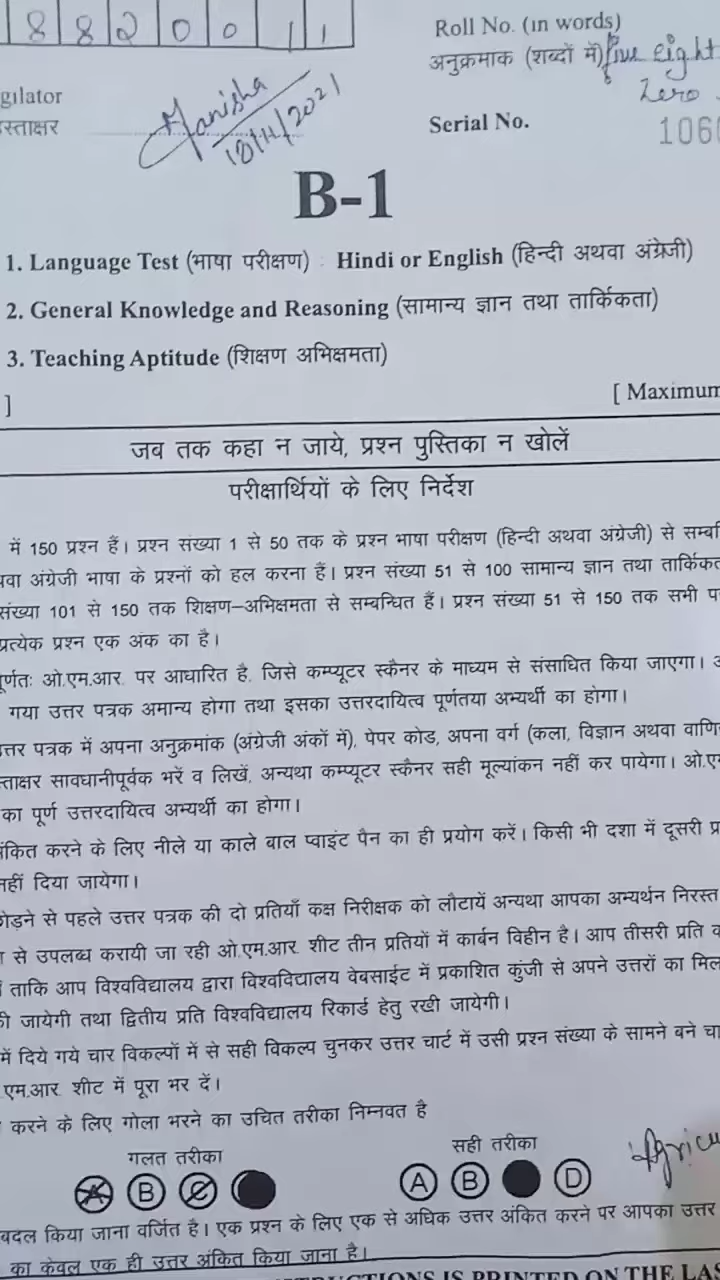 8 8 2 0 0 1 1
Roll No. (in words)
अनुक्रमांक (शब्दों में) five eight
Zero
gilator
स्ताक्षर
Manisha
Serial No.
106
B-1
1. Language Test (भाषा परीक्षण) : Hindi or English (हिन्दी अथवा अंग्रेजी)
2. General Knowledge and Reasoning (सामान्य ज्ञान तथा तार्किकता)
3. Teaching Aptitude (शिक्षण अभिक्षमता)
] [ Maximum
जब तक कहा न जाये, प्रश्न पुस्तिका न खोलें
परीक्षार्थियों के लिए निर्देश
में 150 प्रश्न हैं। प्रश्न संख्या 1 से 50 तक के प्रश्न भाषा परीक्षण (हिन्दी अथवा अंग्रेजी) से सम्बन्धि
वा अंग्रेजी भाषा के प्रश्नों को हल करना है। प्रश्न संख्या 51 से 100 सामान्य ज्ञान तथा तार्किकत
संख्या 101 से 150 तक शिक्षण–अभिक्षमता से सम्बन्धित हैं। प्रश्न संख्या 51 से 150 तक सभी प
प्रत्येक प्रश्न एक अंक का है।
पूर्णतः ओ.एम.आर. पर आधारित है, जिसे कम्प्यूटर स्कैनर के माध्यम से संसाधित किया जाएगा।
गया उत्तर पत्रक अमान्य होगा तथा इसका उत्तरदायित्व पूर्णतया अभ्यर्थी का होगा।
त्तर पत्रक में अपना अनुक्रमांक (अंग्रेजी अंकों में), पेपर कोड, अपना वर्ग (कला, विज्ञान अथवा वाणि
स्ताक्षर सावधानीपूर्वक भरें व लिखें, अन्यथा कम्प्यूटर स्कैनर सही मूल्यांकन नहीं कर पायेगा। ओ.ए
का पूर्ण उत्तरदायित्व अभ्यर्थी का होगा।
अंकित करने के लिए नीले या काले बाल प्वाइंट पैन का ही प्रयोग करें। किसी भी दशा में दूसरी प्र
नहीं दिया जायेगा।
छोड़ने से पहले उत्तर पत्रक की दो प्रतियाँ कक्ष निरीक्षक को लौटायें अन्यथा आपका अभ्यर्थन निरस्त
से उपलब्ध करायी जा रही ओ.एम.आर. शीट तीन प्रतियों में कार्बन विहीन है। आप तीसरी प्रति
ताकि आप विश्वविद्यालय द्वारा विश्वविद्यालय वेबसाईट में प्रकाशित कुंजी से अपने उत्तरों का मिल
की जायेगी तथा द्वितीय प्रति विश्वविद्यालय रिकार्ड हेतु रखी जायेगी।
में दिये गये चार विकल्पों में से सही विकल्प चुनकर उत्तर चार्ट में उसी प्रश्न संख्या के सामने बने चा
एम.आर. शीट में पूरा भर दें।
करने के लिए गोला भरने का उचित तरीका निम्नवत है
गलत तरीका सही तरीका
A B C A B D
Agricu
बदल किया जाना वर्जित है। एक प्रश्न के लिए एक से अधिक उत्तर अंकित करने पर आपका उत्तर
का केवल एक ही उत्तर अंकित किया जाना है।
IS PRINTED ON THE LAS